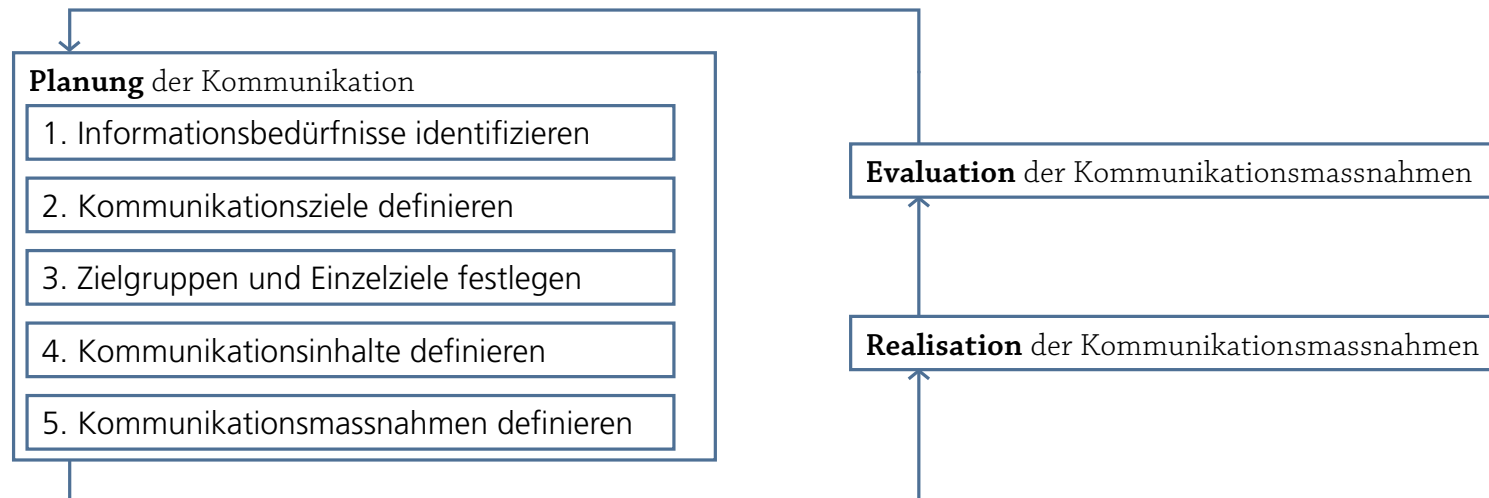 Planung der Kommunikation
1. Informationsbedürfnisse identifizieren
2. Kommunikationsziele definieren
3. Zielgruppen und Einzelziele festlegen
4. Kommunikationsinhalte definieren
5. Kommunikationsmassnahmen definieren
Evaluation der Kommunikationsmassnahmen
Realisation der Kommunikationsmassnahmen